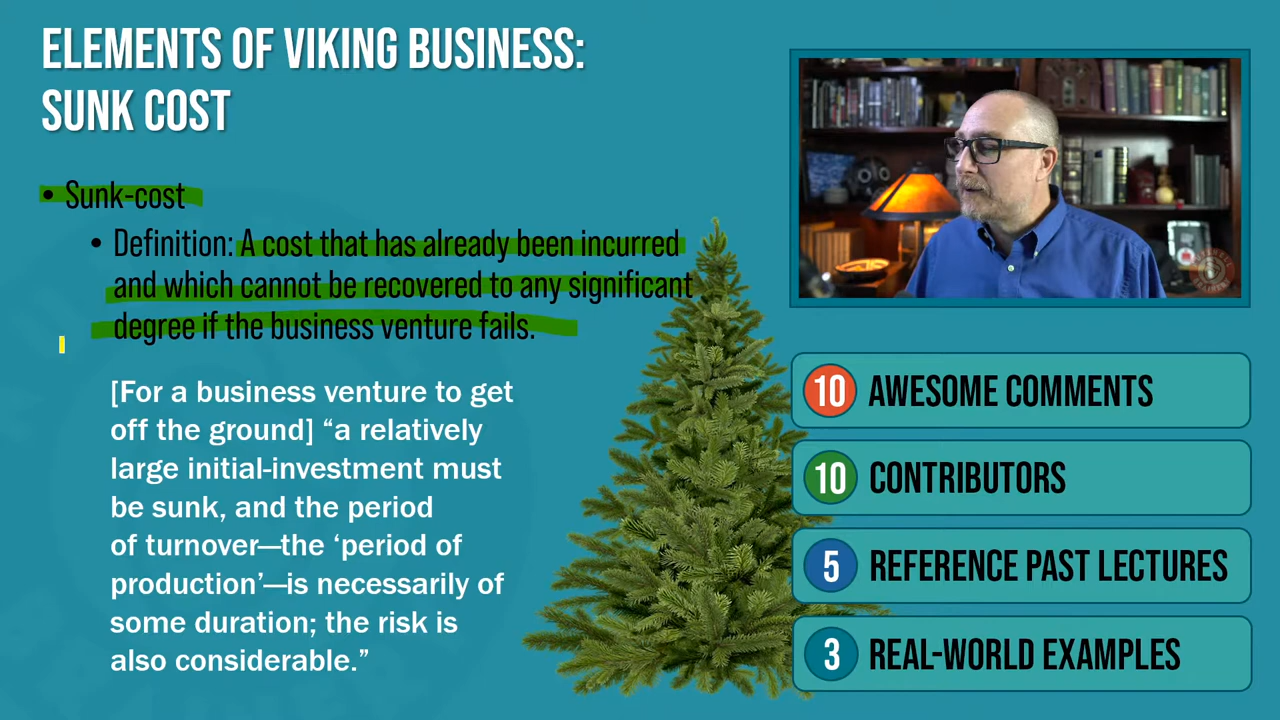 ELEMENTS OF VIKING BUSINESS:
SUNK COST
• Sunk-cost
• Definition: A cost that has already been incurred
and which cannot be recovered to any significant
degree if the business venture fails.
[For a business venture to get
off the ground] “a relatively
large initial-investment must
be sunk, and the period
of turnover—the ‘period of
production’—is necessarily of
some duration; the risk is
also considerable.”
10 AWESOME COMMENTS
10 CONTRIBUTORS
5 REFERENCE PAST LECTURES
3 REAL-WORLD EXAMPLES